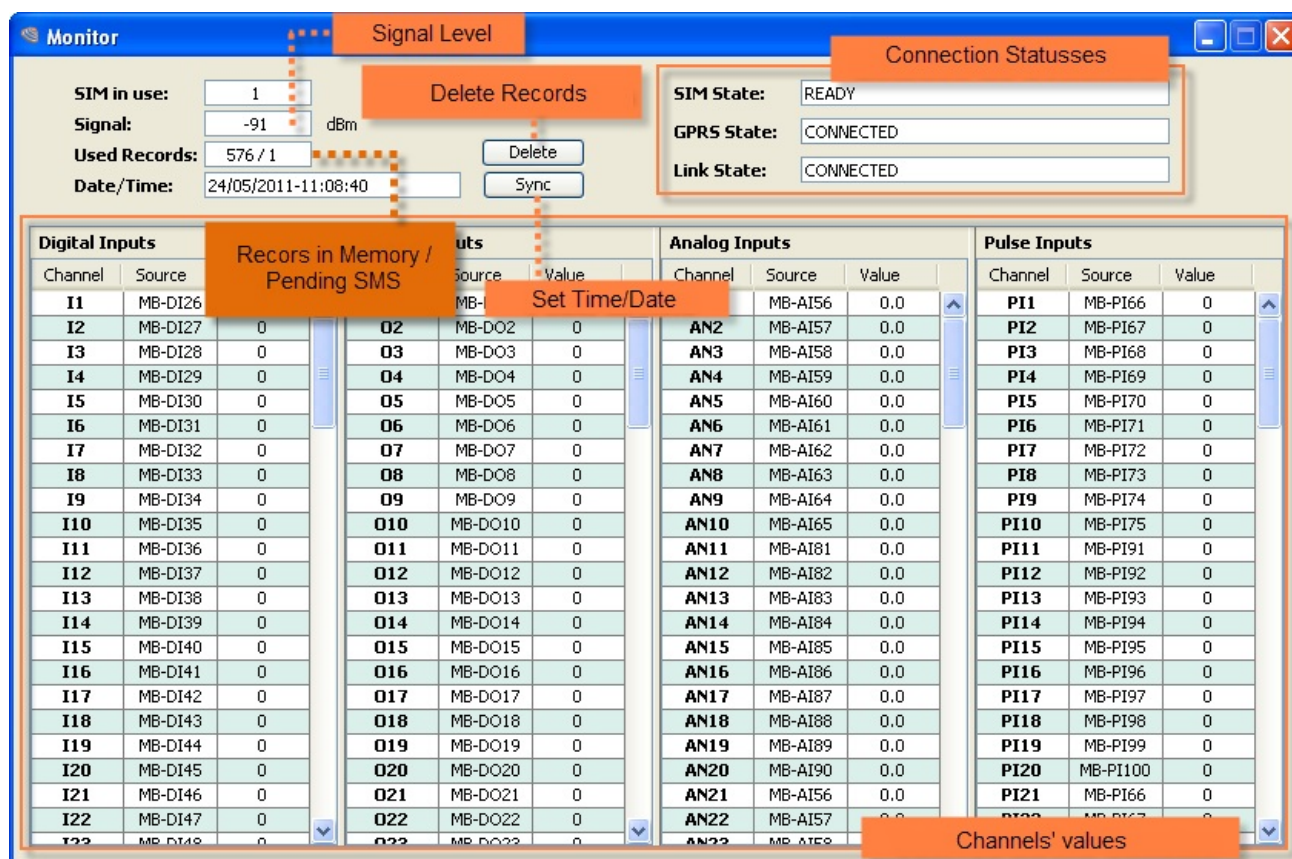 Monitor
Signal Level
Connection Statusses
Delete Records
SIM in use: 1
Signal: -91 dBm
Used Records: 576 / 1
Delete
Date/Time: 24/05/2011-11:08:40
Sync
SIM State: READY
GPRS State: CONNECTED
Link State: CONNECTED
Recors in Memory /
Pending SMS
Set Time/Date
Digital Inputs
Channel Source
I1 MB-DI26
I2 MB-DI27 0
I3 MB-DI28 0
I4 MB-DI29 0
I5 MB-DI30 0
I6 MB-DI31 0
I7 MB-DI32 0
I8 MB-DI33 0
I9 MB-DI34 0
I10 MB-DI35 0
I11 MB-DI36 0
I12 MB-DI37 0
I13 MB-DI38 0
I14 MB-DI39 0
I15 MB-DI40 0
I16 MB-DI41 0
I17 MB-DI42 0
I18 MB-DI43 0
I19 MB-DI44 0
I20 MB-DI45 0
I21 MB-DI46 0
I22 MB-DI47 0
I23 MB-DI48 0
uts
Source Value
O2 MB-DO2 0
O3 MB-DO3 0
O4 MB-DO4 0
O5 MB-DO5 0
O6 MB-DO6 0
O7 MB-DO7 0
O8 MB-DO8 0
O9 MB-DO9 0
O10 MB-DO10 0
O11 MB-DO11 0
O12 MB-DO12 0
O13 MB-DO13 0
O14 MB-DO14 0
O15 MB-DO15 0
O16 MB-DO16 0
O17 MB-DO17 0
O18 MB-DO18 0
O19 MB-DO19 0
O20 MB-DO20 0
O21 MB-DO21 0
O22 MB-DO22 0
O23 MB-DO23 0
Analog Inputs
Channel Source Value
MB-AI56 0.0
AN2 MB-AI57 0.0
AN3 MB-AI58 0.0
AN4 MB-AI59 0.0
AN5 MB-AI60 0.0
AN6 MB-AI61 0.0
AN7 MB-AI62 0.0
AN8 MB-AI63 0.0
AN9 MB-AI64 0.0
AN10 MB-AI65 0.0
AN11 MB-AI81 0.0
AN12 MB-AI82 0.0
AN13 MB-AI83 0.0
AN14 MB-AI84 0.0
AN15 MB-AI85 0.0
AN16 MB-AI86 0.0
AN17 MB-AI87 0.0
AN18 MB-AI88 0.0
AN19 MB-AI89 0.0
AN20 MB-AI90 0.0
AN21 MB-AI56 0.0
AN22 MB-AI57 0.0
AN23 MB-AI58
Pulse Inputs
Channel Source Value
PI1 MB-PI66 0
PI2 MB-PI67 0
PI3 MB-PI68 0
PI4 MB-PI69 0
PI5 MB-PI70 0
PI6 MB-PI71 0
PI7 MB-PI72 0
PI8 MB-PI73 0
PI9 MB-PI74 0
PI10 MB-PI75 0
PI11 MB-PI91 0
PI12 MB-PI92 0
PI13 MB-PI93 0
PI14 MB-PI94 0
PI15 MB-PI95 0
PI16 MB-PI96 0
PI17 MB-PI97 0
PI18 MB-PI98 0
PI19 MB-PI99 0
PI20 MB-PI100 0
PI21 MB-PI66 0
PI22 MB-PI67
Channels' values